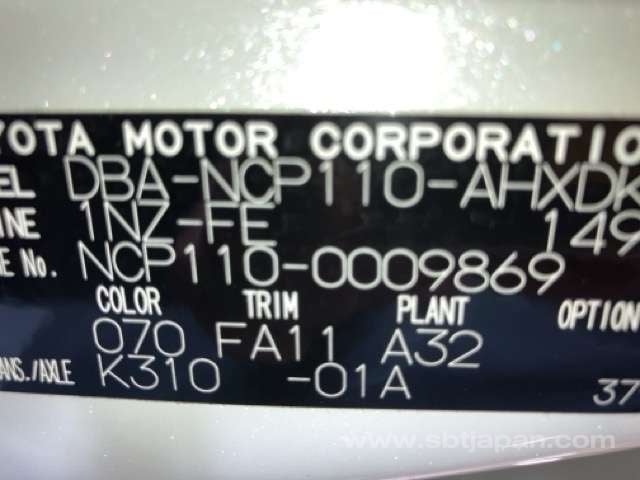 OYOTA MOTOR CORPORATIO
EL DBA-NCP110-AHXDK
INE 1NZ-FE 149
E No. NCP110-0009869
COLOR TRIM PLANT OPTION
070 FA11 A32
ANS./AXLE K310 -01A 37
www.sbtjapan.com